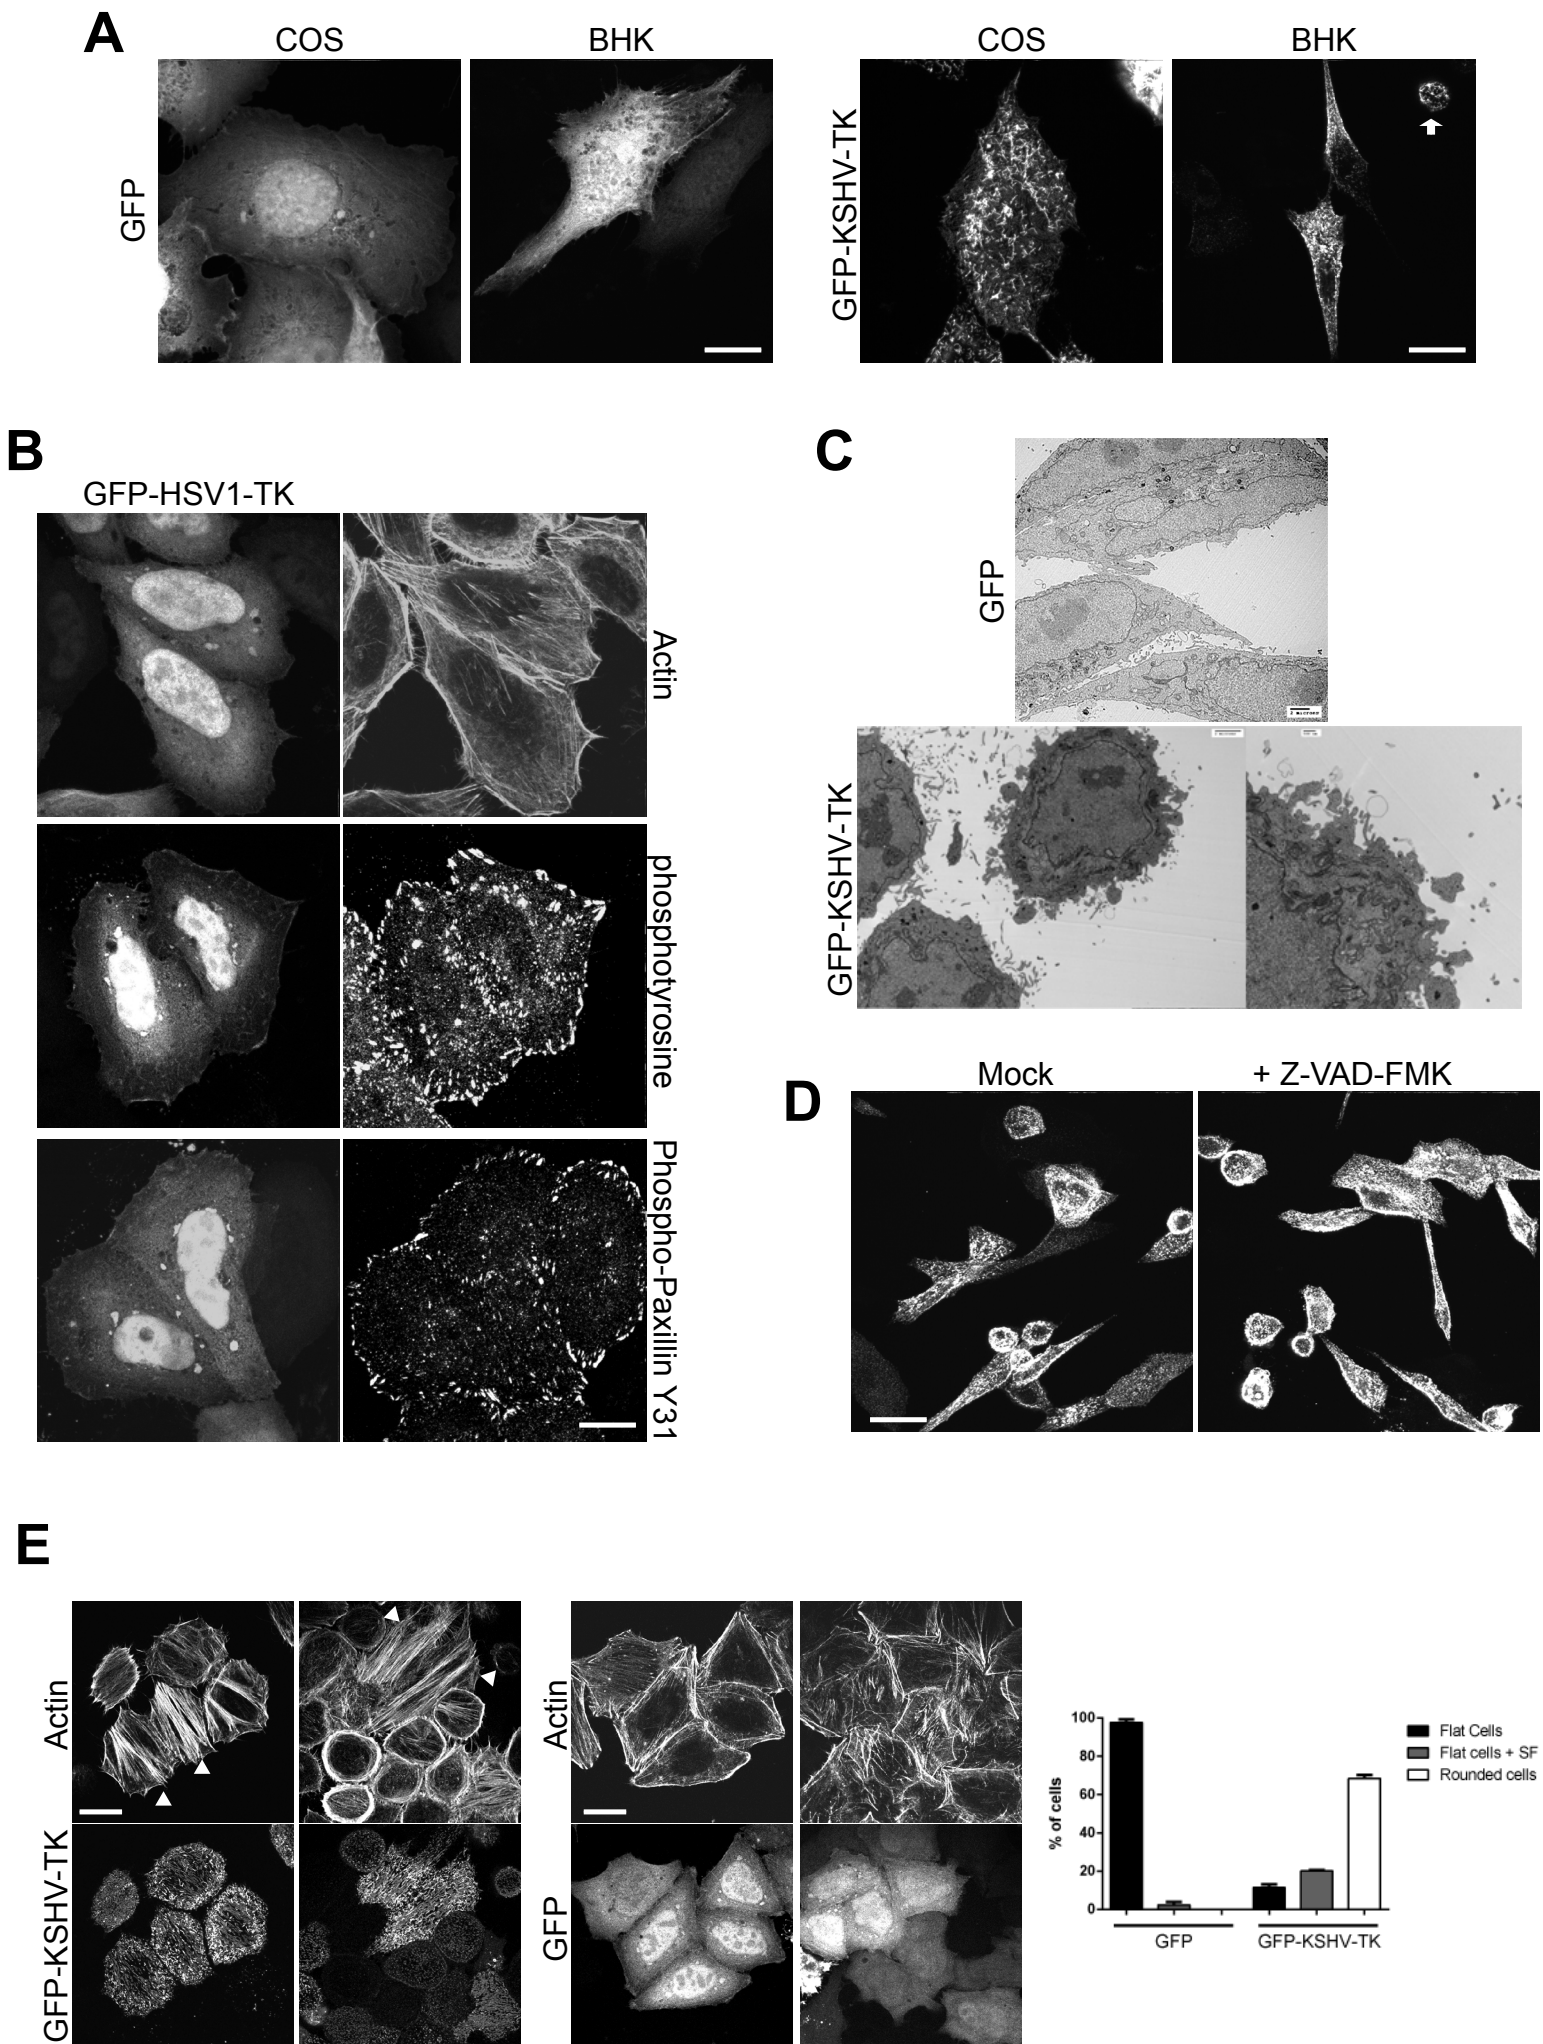 A
COS
BHK
COS
BHK
GFP
GFP-KSHV-TK
B
GFP-HSV1-TK
Actin
phosphotyrosine
Phospho-Paxillin Y31
C
GFP
2 microns
GFP-KSHV-TK
D
Mock
+ Z-VAD-FMK
E
Actin
GFP-KSHV-TK
Actin
GFP
% of cells
100
80
60
40
20
0
GFP
GFP-KSHV-TK
Flat Cells
Flat cells + SF
Rounded cells